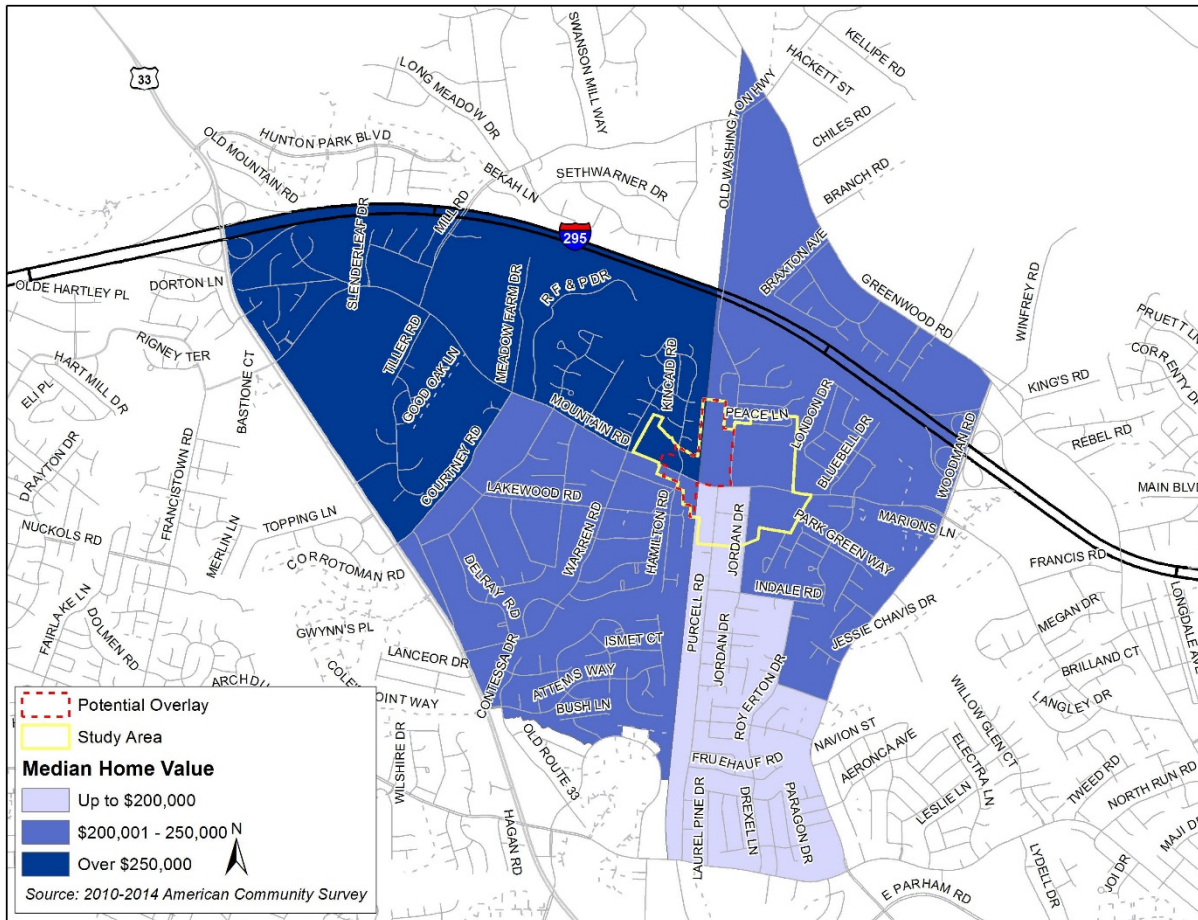 33
SWANSON MILL WAY
KELLIPE RD
HACKETT ST
LONG MEADOW DR
OLD WASHINGTON HWY
CHILES RD
HUNTON PARK BLVD
OLD MOUNTAIN RD
BEKAH LN
SETHWARNER DR
BRANCH RD
MILL RD
SLENDERLEAF DR
295
BRAXTON AVE
GREENWOOD RD
WINFREY RD
OLDE HARTLEY PL
DORTON LN
R F & P DR
MEADOW FARM DR
PRUETT LN
CORRENTY DR
RIGNEY TER
TILLER RD
GOOD OAK LN
KINCAID RD
KING'S RD
HART MILL DR
ELI PL
BASTIONE CT
MOUNTAIN RD
PEACE LN
LONDON DR
BLUEBELL DR
WOODMAN RD
REBEL RD
DRAYTON DR
FRANCISTOWN RD
COURTNEY RD
LAKEWOOD RD
MAIN BLVD
NUCKOLS RD
MERLIN LN
TOPPING LN
WARREN RD
HAMILTON RD
JORDAN DR
PARK GREEN WAY
MARIONS LN
CORROTOMAN RD
FRANCIS RD
FAIRLAKE LN
DOLMEN RD
DELRAY RD
PURCELL RD
INDALE RD
JESSIE CHAVIS DR
MEGAN DR
GWYNN'S PL
LANCEOR DR
CONTESSA DR
ISMET CT
JORDAN DR
BRILLAND CT
ATTEMS WAY
BUSH LN
ROYERTON DR
WILLOW GLEN CT
LANGLEY DR
OINT WAY
WILSHIRE DR
OLD ROUTE 33
NAVION ST
AERONCA AVE
ELECTRA LN
LESLIE LN
TWEED RD
NORTH RUN RD
FRUEHAUF RD
HAGAN RD
LAUREL PINE DR
DREXEL LN
PARAGON DR
E PARHAM RD
LYDELL DR
JOI DR
Potential Overlay
Study Area
Median Home Value
Up to $200,000
$200,001 - 250,000
N
Over $250,000
Source: 2010-2014 American Community Survey